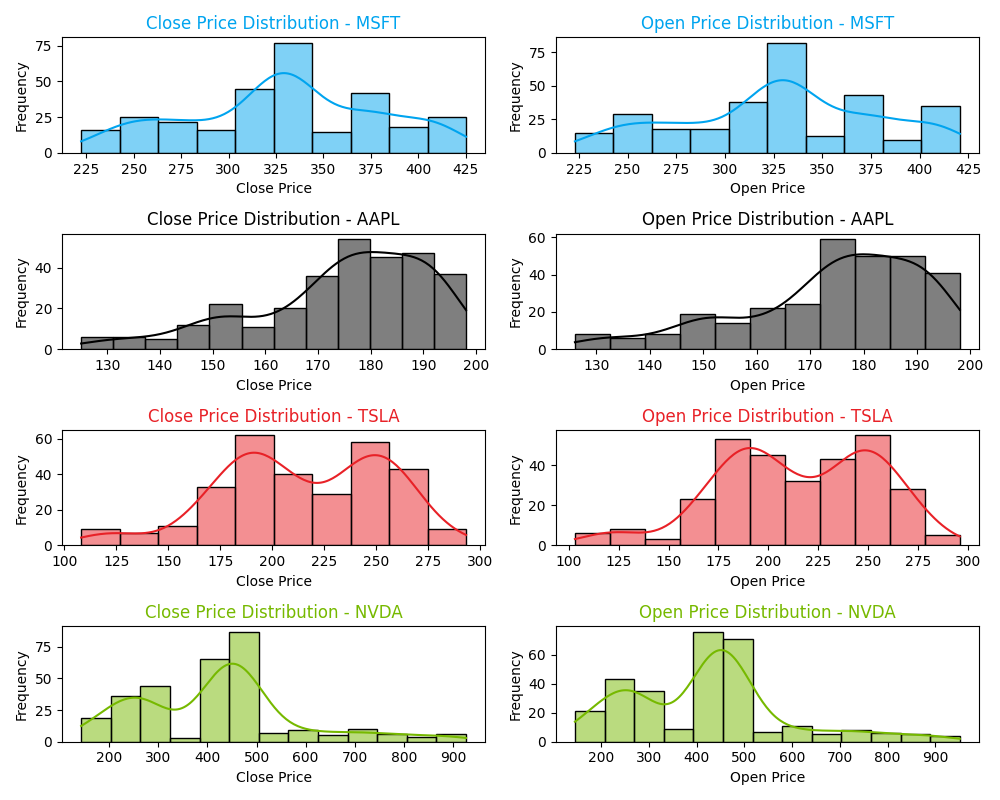 Close Price Distribution - MSFT
Frequency
75
50
25
0
225 250 275 300 325 350 375 400 425
Close Price
Open Price Distribution - MSFT
Frequency
75
50
25
0
225 250 275 300 325 350 375 400 425
Open Price
Close Price Distribution - AAPL
Frequency
40
20
0
130 140 150 160 170 180 190 200
Close Price
Open Price Distribution - AAPL
Frequency
60
40
20
0
130 140 150 160 170 180 190 200
Open Price
Close Price Distribution - TSLA
Frequency
60
40
20
0
100 125 150 175 200 225 250 275 300
Close Price
Open Price Distribution - TSLA
Frequency
40
20
0
100 125 150 175 200 225 250 275 300
Open Price
Close Price Distribution - NVDA
Frequency
75
50
25
0
200 300 400 500 600 700 800 900
Close Price
Open Price Distribution - NVDA
Frequency
60
40
20
0
200 300 400 500 600 700 800 900
Open Price